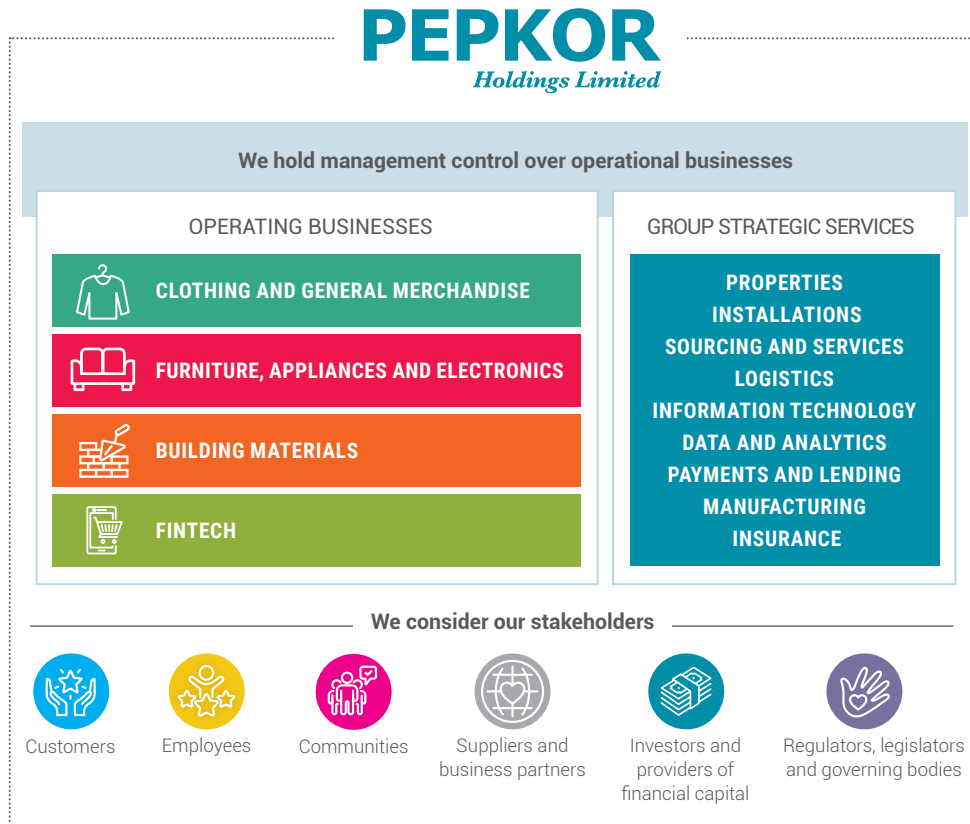 PEPKOR
Holdings Limited
We hold management control over operational businesses
OPERATING BUSINESSES
CLOTHING AND GENERAL MERCHANDISE
FURNITURE, APPLIANCES AND ELECTRONICS
BUILDING MATERIALS
FINTECH
GROUP STRATEGIC SERVICES
PROPERTIES
INSTALLATIONS
SOURCING AND SERVICES
LOGISTICS
INFORMATION TECHNOLOGY
DATA AND ANALYTICS
PAYMENTS AND LENDING
MANUFACTURING
INSURANCE
We consider our stakeholders
Customers
Employees
Communities
Suppliers and
business partners
Investors and
providers of
financial capital
Regulators, legislators
and governing bodies